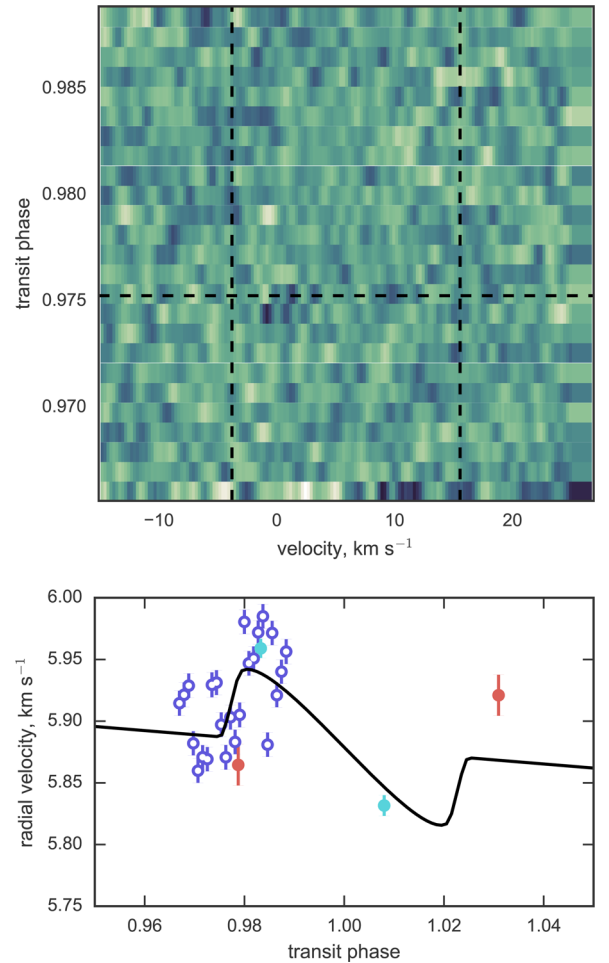 0.985
0.980
0.975
0.970
transit phase
−10 0 10 20
velocity, km s⁻¹
6.00
5.95
5.90
5.85
5.80
5.75
radial velocity, km s⁻¹
0.96 0.98 1.00 1.02 1.04
transit phase